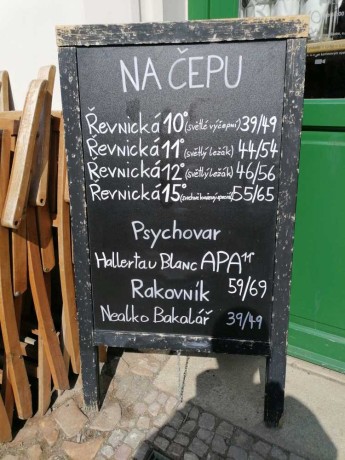 NA ČEPU
Řevnická 10° (světlé výčepní) 39/49
Řevnická 11° (světlý ležák) 44/54
Řevnická 12° (světlý ležák) 46/56
Řevnická 15° 55/65
Psychovar
Hallertau Blanc APA 11°
Rakovník 59/69
Nealko Bakalář 39/49